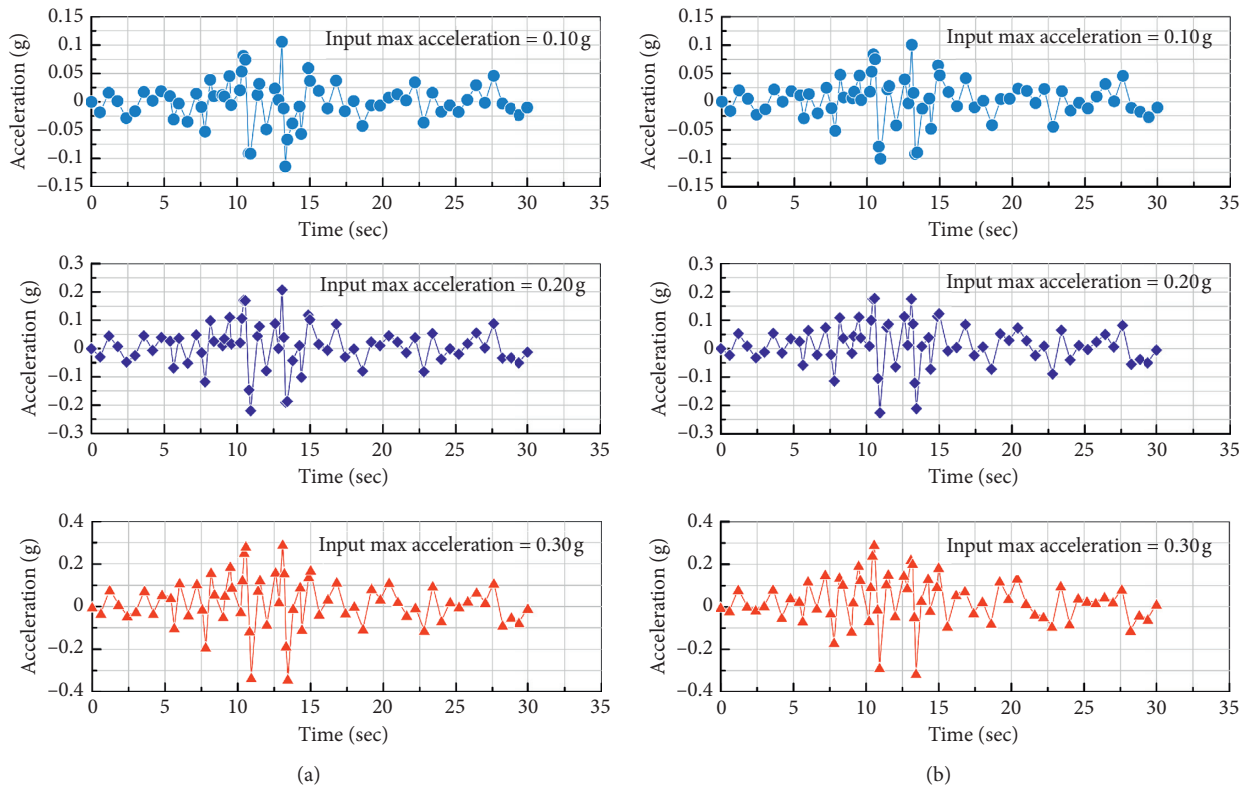 0.15
0.1
0.05
0
−0.05
−0.1
−0.15
Acceleration (g)
Input max acceleration = 0.10 g
0 5 10 15 20 25 30 35
Time (sec)
0.3
0.2
0.1
0
−0.1
−0.2
−0.3
Acceleration (g)
Input max acceleration = 0.20 g
0 5 10 15 20 25 30 35
Time (sec)
0.4
0.2
0
−0.2
−0.4
Acceleration (g)
Input max acceleration = 0.30 g
0 5 10 15 20 25 30 35
Time (sec)
(a)
0.15
0.1
0.05
0
−0.05
−0.1
−0.15
Acceleration (g)
Input max acceleration = 0.10 g
0 5 10 15 20 25 30 35
Time (sec)
0.3
0.2
0.1
0
−0.1
−0.2
−0.3
Acceleration (g)
Input max acceleration = 0.20 g
0 5 10 15 20 25 30 35
Time (sec)
0.4
0.2
0
−0.2
−0.4
Acceleration (g)
Input max acceleration = 0.30 g
0 5 10 15 20 25 30 35
Time (sec)
(b)